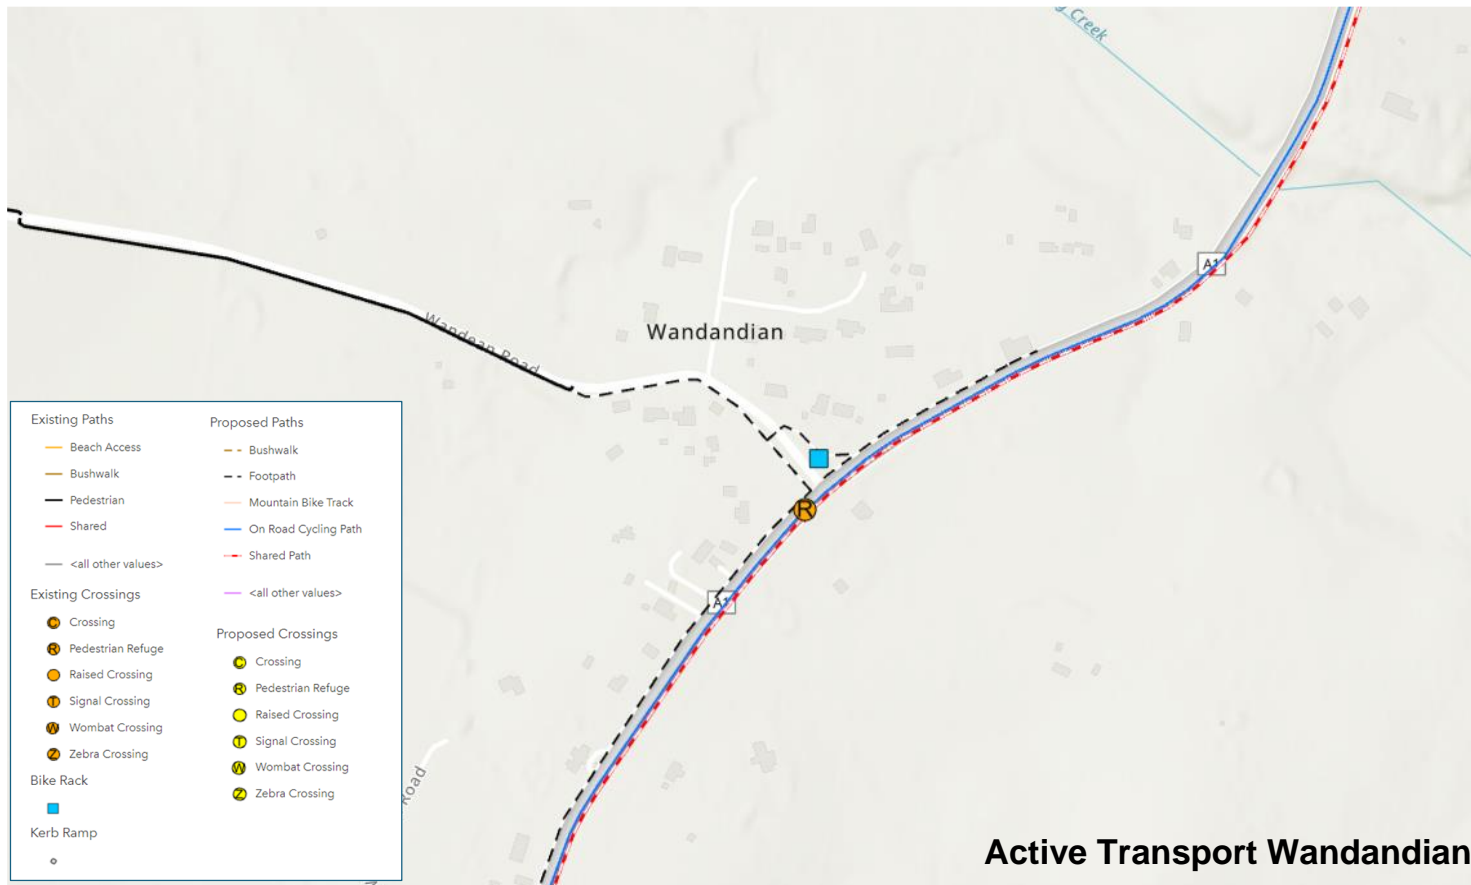 Creek
A1
Wandean Road
Wandandian
A1
Road
Existing Paths
Beach Access
Bushwalk
Pedestrian
Shared
<all other values>
Existing Crossings
C Crossing
R Pedestrian Refuge
Raised Crossing
T Signal Crossing
W Wombat Crossing
Z Zebra Crossing
Bike Rack
Kerb Ramp
Proposed Paths
Bushwalk
Footpath
Mountain Bike Track
On Road Cycling Path
Shared Path
<all other values>
Proposed Crossings
C Crossing
R Pedestrian Refuge
Raised Crossing
T Signal Crossing
W Wombat Crossing
Z Zebra Crossing
R
Active Transport Wandandian